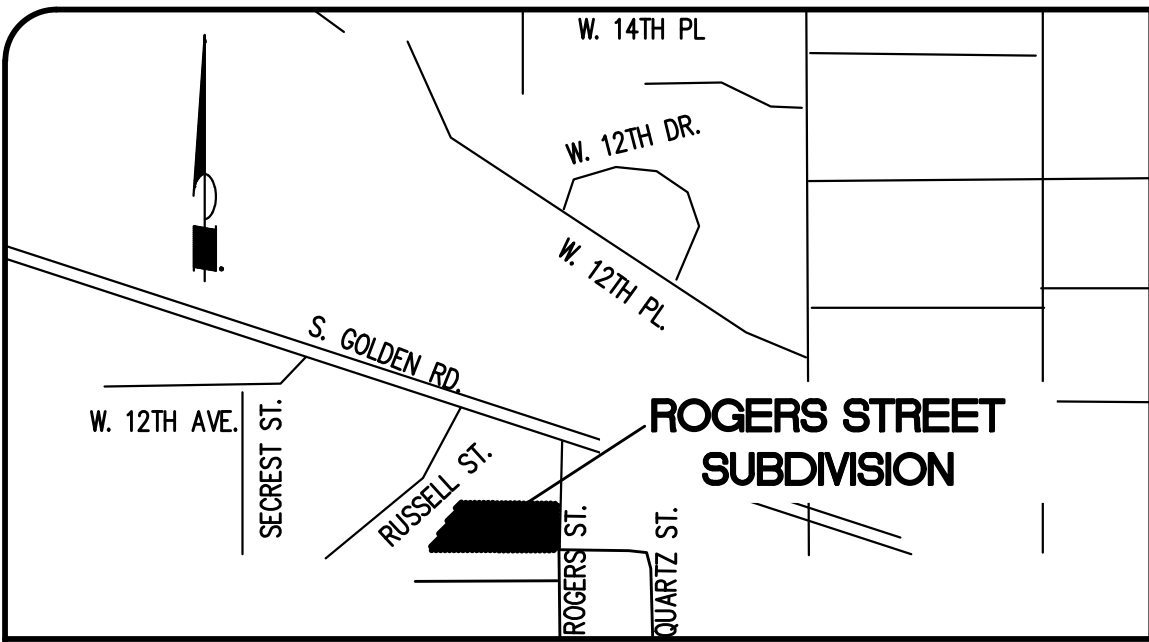 W. 14TH PL
W. 12TH DR.
W. 12TH PL.
S. GOLDEN RD.
W. 12TH AVE.
SECREST ST.
RUSSELL ST.
ROGERS STREET
SUBDIVISION
ROGERS ST.
QUARTZ ST.